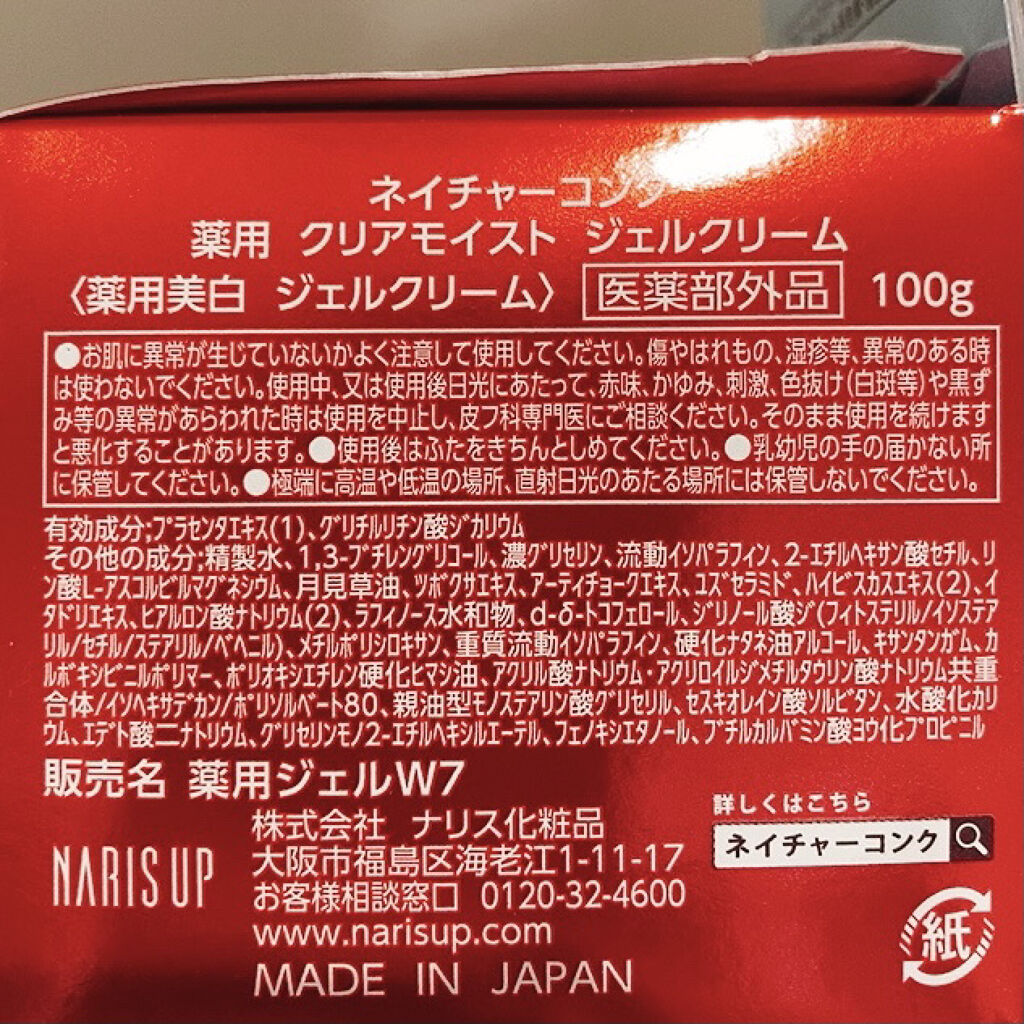 ネイチャーコンク
薬用 クリアモイスト ジェルクリーム
〈薬用美白 ジェルクリーム〉 医薬部外品 100g
●お肌に異常が生じていないかよく注意して使用してください。傷やはれもの、湿疹等、異常のある時
は使わないでください。使用中、又は使用後日光にあたって、赤味、かゆみ、刺激、色抜け(白斑等)や黒ず
み等の異常があらわれた時は使用を中止し、皮フ科専門医にご相談ください。そのまま使用を続けます
と悪化することがあります。●使用後はふたをきちんとしめてください。●乳幼児の手の届かない所
に保管してください。●極端に高温や低温の場所、直射日光のあたる場所には保管しないでください。
有効成分;プラセンタエキス(1)、グリチルリチン酸ジカリウム
その他の成分;精製水、1,3-ブチレングリコール、濃グリセリン、流動イソパラフィン、2-エチルヘキサン酸セチル、リ
ン酸L-アスコルビルマグネシウム、月見草油、ツボクサエキス、アーティチョークエキス、ユズセラミド、ハイビスカスエキス(2)、イ
タドリエキス、ヒアルロン酸ナトリウム(2)、ラフィノース水和物、d-δ-トコフェロール、ジリノール酸ジ(フィトステリル/イソステア
リル/セチル/ステアリル/ベヘニル)、メチルポリシロキサン、重質流動イソパラフィン、硬化ナタネ油アルコール、キサンタンガム、カ
ルボキシビニルポリマー、ポリオキシエチレン硬化ヒマシ油、アクリル酸ナトリウム・アクリロイルジメチルタウリン酸ナトリウム共重
合体/イソヘキサデカン/ポリソルベート80、親油型モノステアリン酸グリセリル、セスキオレイン酸ソルビタン、水酸化カリ
ウム、エデト酸二ナトリウム、グリセリンモノ2-エチルヘキシルエーテル、フェノキシエタノール、ブチルカルバミン酸ヨウ化プロピニル
販売名 薬用ジェルW7
詳しくはこちら
ネイチャーコンク
NARIS UP
株式会社 ナリス化粧品
大阪市福島区海老江1-11-17
お客様相談窓口 0120-32-4600
www.narisup.com
MADE IN JAPAN
紙